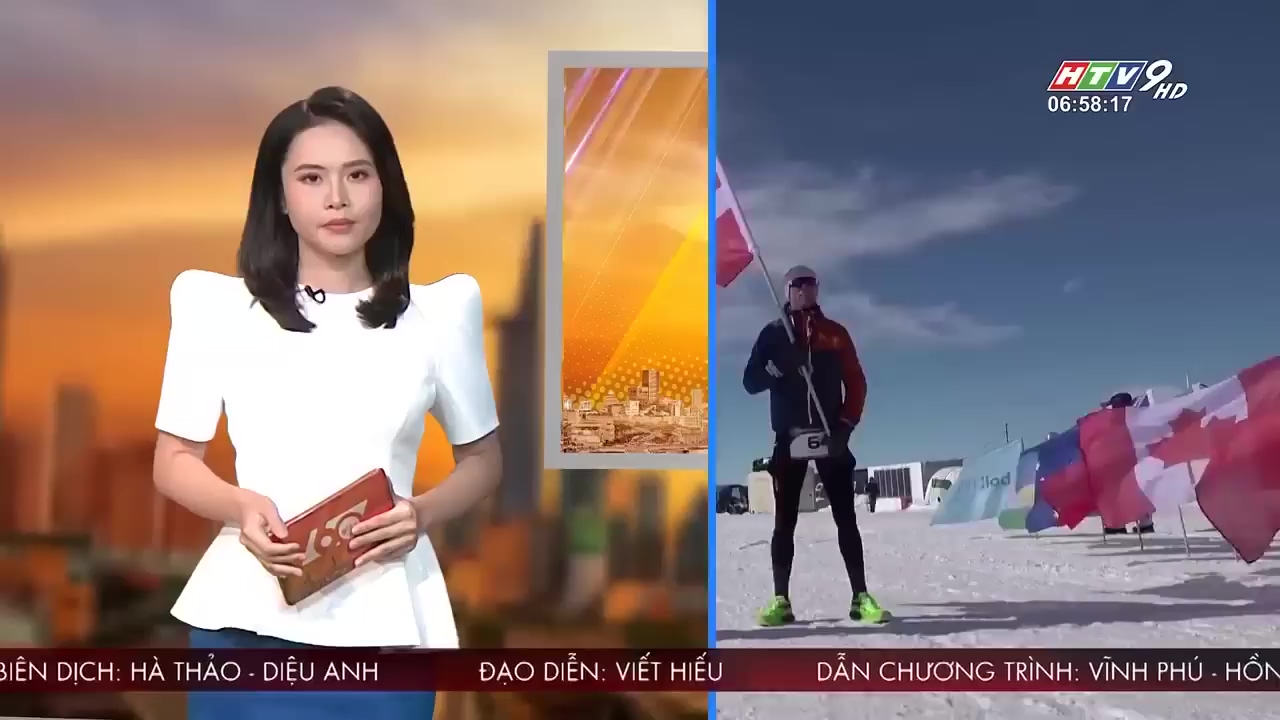 HTV9
HD
06:58:17
6
BIÊN DỊCH: HÀ THẢO - DIỆU ANH ĐẠO DIỄN: VIẾT HIẾU DẪN CHƯƠNG TRÌNH: VĨNH PHÚ - HỒN